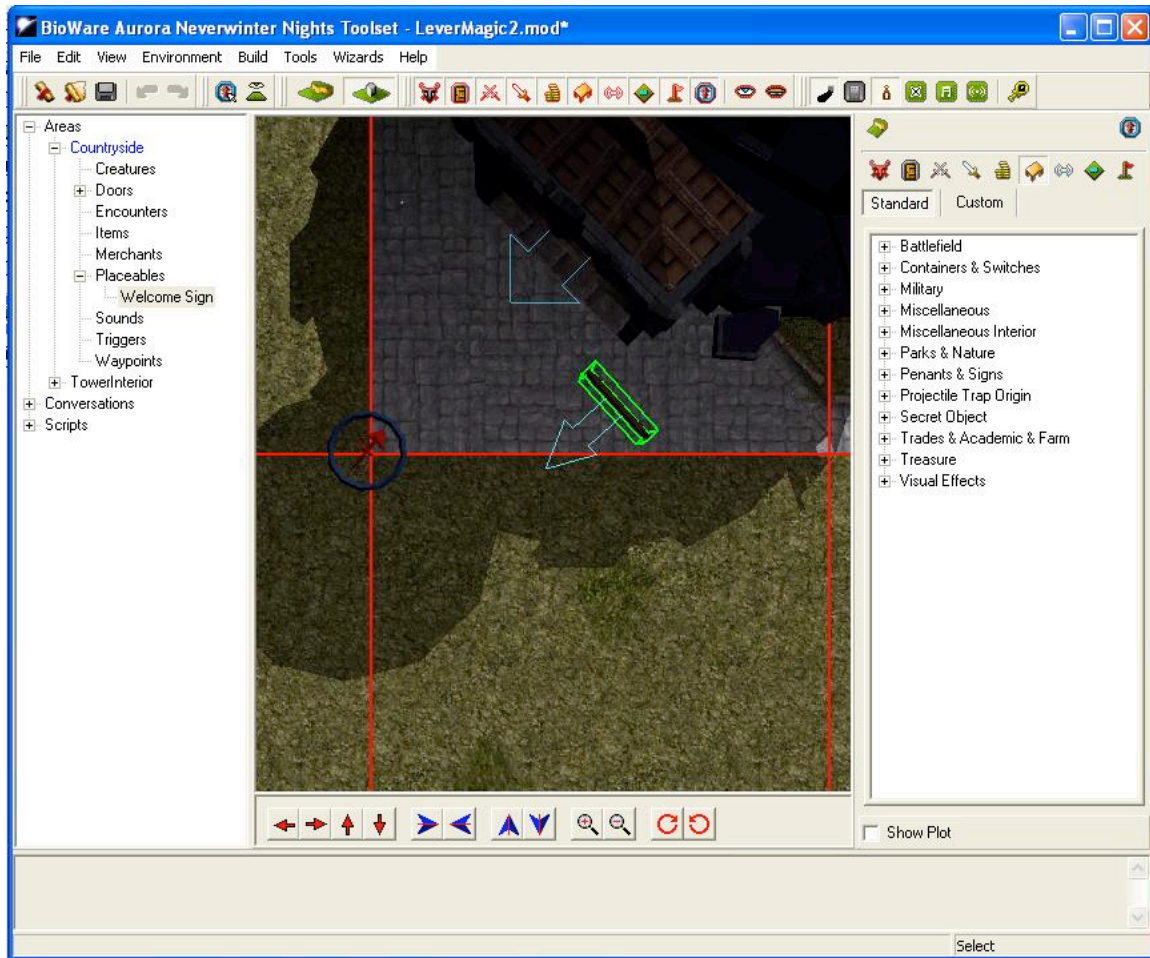 BioWare Aurora Neverwinter Nights Toolset - LeverMagic2.mod*
File Edit View Environment Build Tools Wizards Help
Areas
Countryside
Creatures
Doors
Encounters
Items
Merchants
Placeables
Welcome Sign
Sounds
Triggers
Waypoints
TowerInterior
Conversations
Scripts
Standard Custom
Battlefield
Containers & Switches
Military
Miscellaneous
Miscellaneous Interior
Parks & Nature
Penants & Signs
Projectile Trap Origin
Secret Object
Trades & Academic & Farm
Treasure
Visual Effects
Show Plot
Select